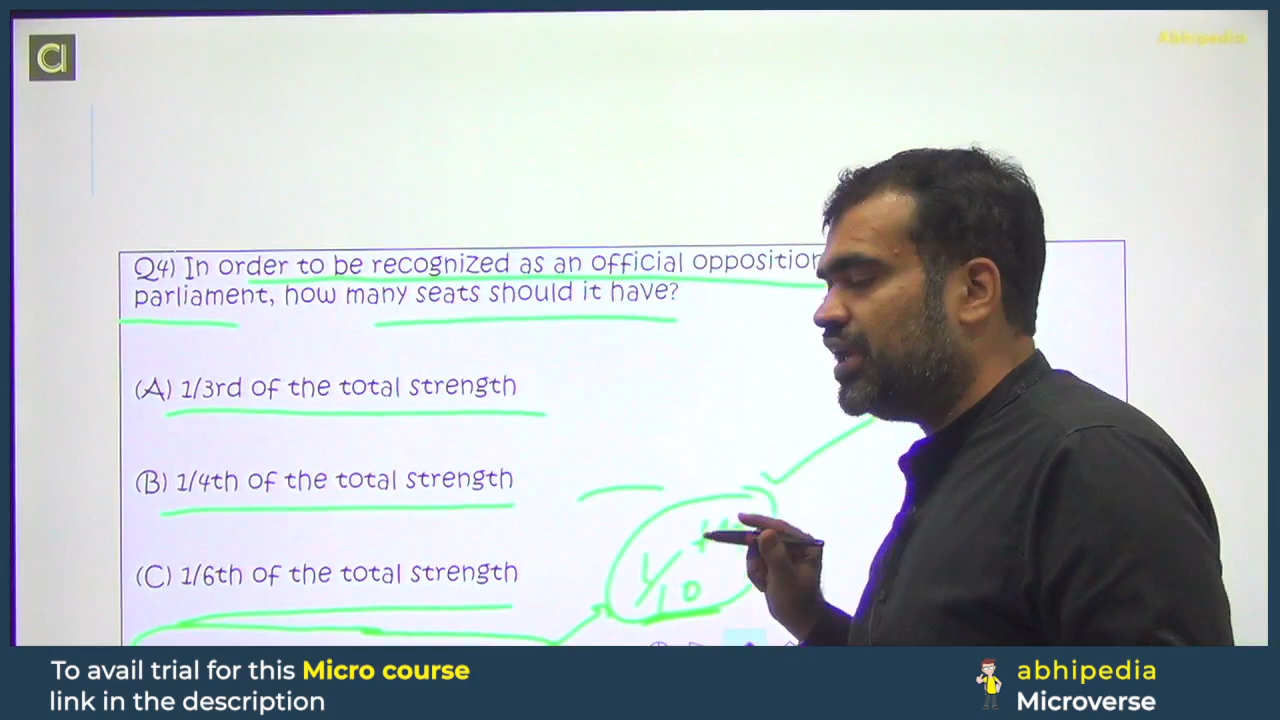 Abhipedia
Q4) In order to be recognized as an official opposition
parliament, how many seats should it have?
(A) 1/3rd of the total strength
(B) 1/4th of the total strength
(C) 1/6th of the total strength
1/10
To avail trial for this Micro course
link in the description
abhipedia
Microverse